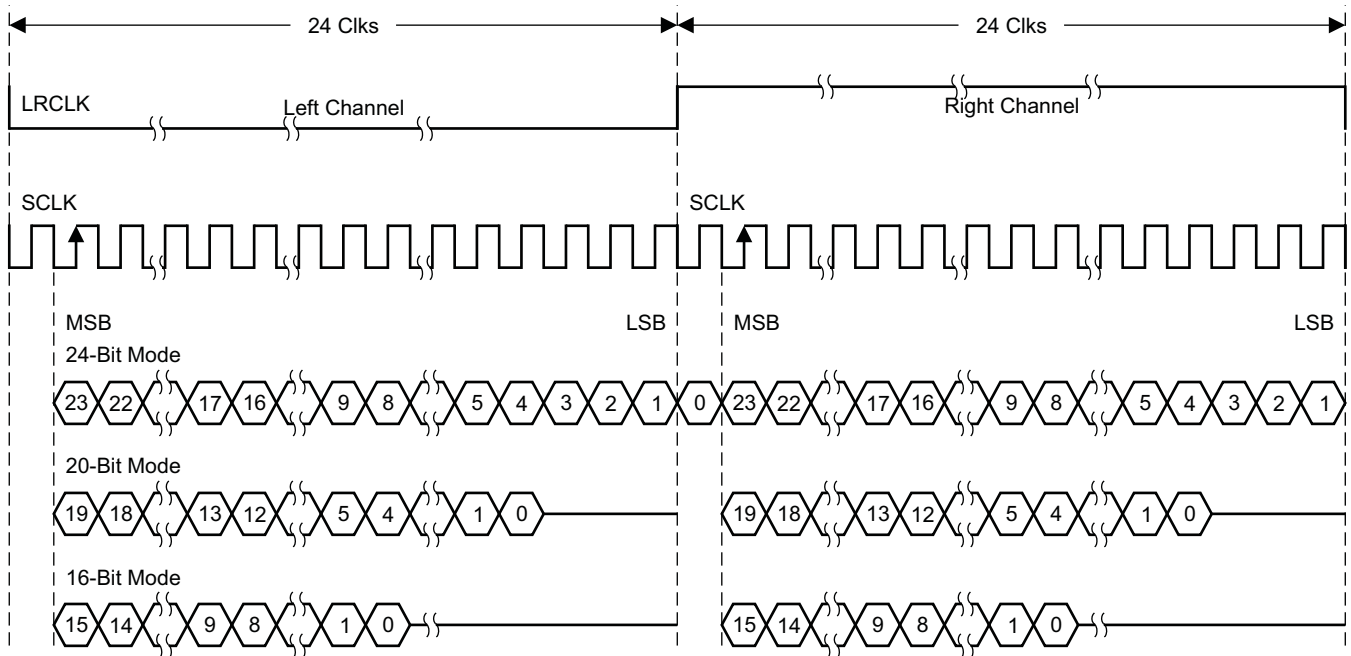 24 Clks 24 Clks
LRCLK Left Channel Right Channel
SCLK SCLK
MSB LSB MSB LSB
24-Bit Mode
23 22 17 16 9 8 5 4 3 2 1 0 23 22 17 16 9 8 5 4 3 2 1
20-Bit Mode
19 18 13 12 5 4 1 0 19 18 13 12 5 4 1 0
16-Bit Mode
15 14 9 8 1 0 15 14 9 8 1 0